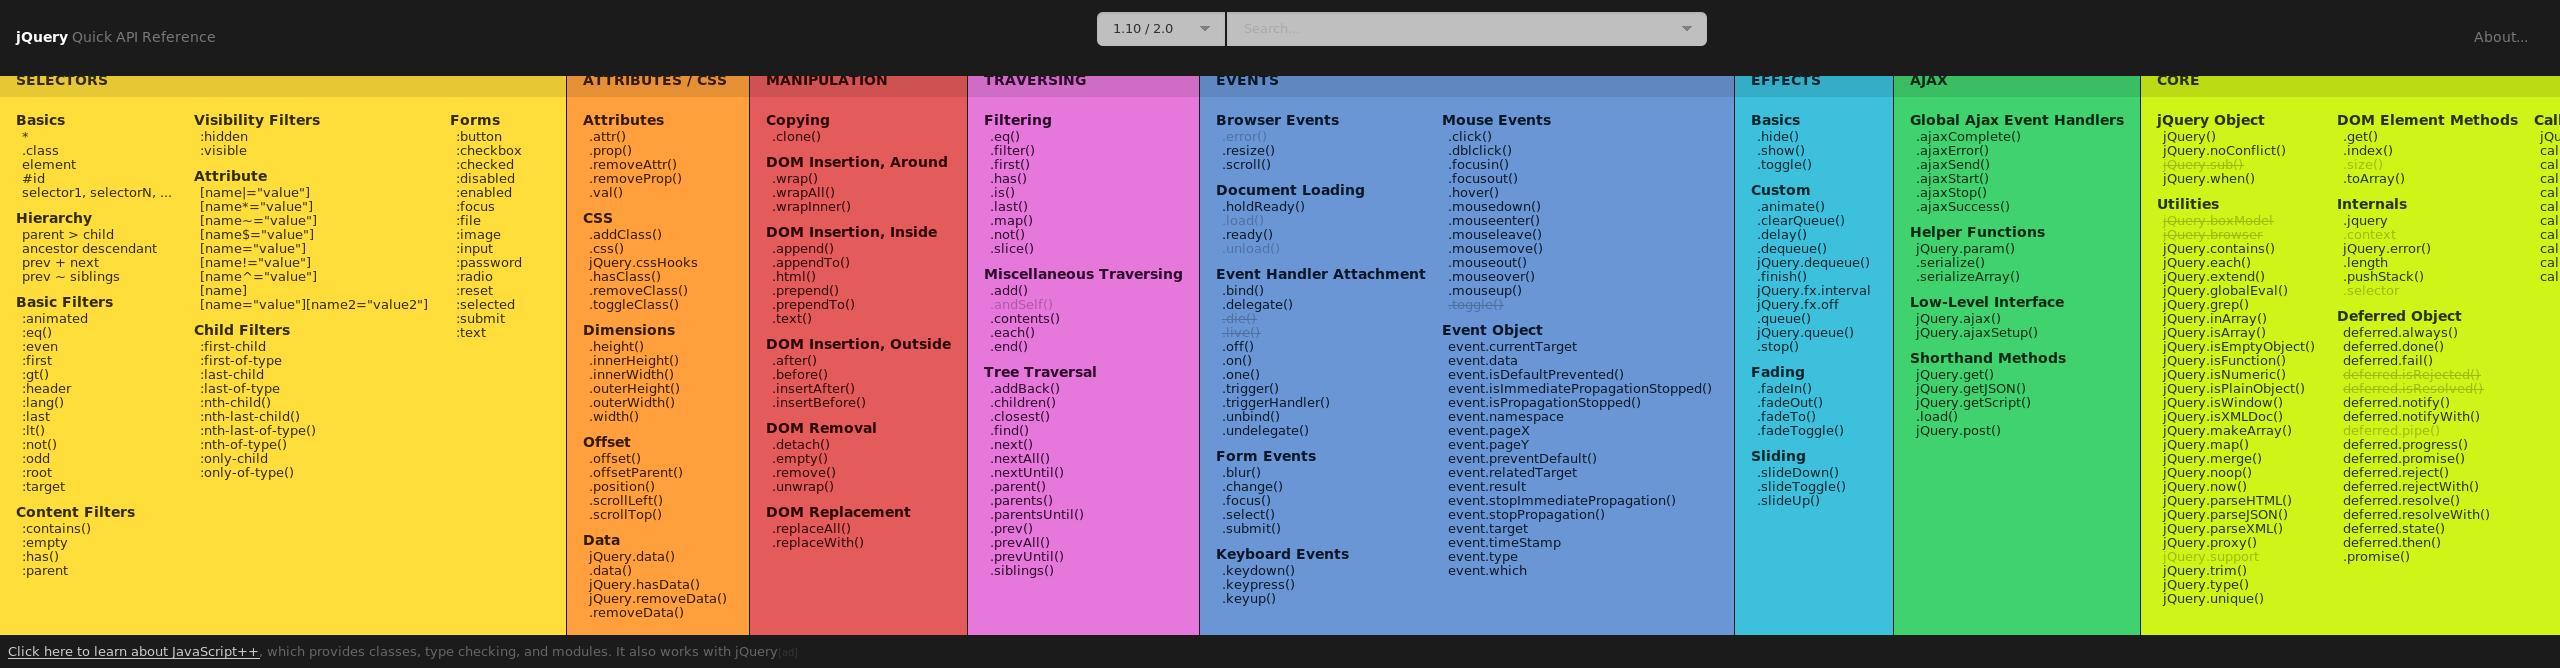 jQuery Quick API Reference
1.10 / 2.0
Search...
About...
SELECTORS
Basics
*
.class
element
#id
selector1, selectorN, ...
Hierarchy
parent > child
ancestor descendant
prev + next
prev ~ siblings
Basic Filters
:animated
:eq()
:even
:first
:gt()
:header
:lang()
:last
:lt()
:not()
:odd
:root
:target
Content Filters
:contains()
:empty
:has()
:parent
Visibility Filters
:hidden
:visible
Attribute
[name|="value"]
[name*="value"]
[name~="value"]
[name$="value"]
[name="value"]
[name!="value"]
[name^="value"]
[name]
[name="value"][name2="value2"]
Child Filters
:first-child
:first-of-type
:last-child
:last-of-type
:nth-child()
:nth-last-child()
:nth-last-of-type()
:nth-of-type()
:only-child
:only-of-type()
Forms
:button
:checkbox
:checked
:disabled
:enabled
:focus
:file
:image
:input
:password
:radio
:reset
:selected
:submit
:text
ATTRIBUTES / CSS
Attributes
.attr()
.prop()
.removeAttr()
.removeProp()
.val()
CSS
.addClass()
.css()
jQuery.cssHooks
.hasClass()
.removeClass()
.toggleClass()
Dimensions
.height()
.innerHeight()
.innerWidth()
.outerHeight()
.outerWidth()
.width()
Offset
.offset()
.offsetParent()
.position()
.scrollLeft()
.scrollTop()
Data
jQuery.data()
.data()
jQuery.hasData()
jQuery.removeData()
.removeData()
MANIPULATION
Copying
.clone()
DOM Insertion, Around
.wrap()
.wrapAll()
.wrapInner()
DOM Insertion, Inside
.append()
.appendTo()
.html()
.prepend()
.prependTo()
.text()
DOM Insertion, Outside
.after()
.before()
.insertAfter()
.insertBefore()
DOM Removal
.detach()
.empty()
.remove()
.unwrap()
DOM Replacement
.replaceAll()
.replaceWith()
TRAVERSING
Filtering
.eq()
.filter()
.first()
.has()
.is()
.last()
.map()
.not()
.slice()
Miscellaneous Traversing
.add()
.andSelf()
.contents()
.each()
.end()
Tree Traversal
.addBack()
.children()
.closest()
.find()
.next()
.nextAll()
.nextUntil()
.parent()
.parents()
.parentsUntil()
.prev()
.prevAll()
.prevUntil()
.siblings()
EVENTS
Browser Events
.error()
.resize()
.scroll()
Document Loading
.holdReady()
.load()
.ready()
.unload()
Event Handler Attachment
.bind()
.delegate()
.die()
.live()
.off()
.on()
.one()
.trigger()
.triggerHandler()
.unbind()
.undelegate()
Form Events
.blur()
.change()
.focus()
.select()
.submit()
Keyboard Events
.keydown()
.keypress()
.keyup()
Mouse Events
.click()
.dblclick()
.focusin()
.focusout()
.hover()
.mousedown()
.mouseenter()
.mouseleave()
.mousemove()
.mouseout()
.mouseover()
.mouseup()
.toggle()
Event Object
event.currentTarget
event.data
event.isDefaultPrevented()
event.isImmediatePropagationStopped()
event.isPropagationStopped()
event.namespace
event.pageX
event.pageY
event.preventDefault()
event.relatedTarget
event.result
event.stopImmediatePropagation()
event.stopPropagation()
event.target
event.timeStamp
event.type
event.which
EFFECTS
Basics
.hide()
.show()
.toggle()
Custom
.animate()
.clearQueue()
.delay()
.dequeue()
jQuery.dequeue()
.finish()
jQuery.fx.interval
jQuery.fx.off
.queue()
jQuery.queue()
.stop()
Fading
.fadeIn()
.fadeOut()
.fadeTo()
.fadeToggle()
Sliding
.slideDown()
.slideToggle()
.slideUp()
AJAX
Global Ajax Event Handlers
.ajaxComplete()
.ajaxError()
.ajaxSend()
.ajaxStart()
.ajaxStop()
.ajaxSuccess()
Helper Functions
jQuery.param()
.serialize()
.serializeArray()
Low-Level Interface
jQuery.ajax()
jQuery.ajaxSetup()
Shorthand Methods
jQuery.get()
jQuery.getJSON()
jQuery.getScript()
.load()
jQuery.post()
CORE
jQuery Object
jQuery()
jQuery.noConflict()
jQuery.sub()
jQuery.when()
Utilities
jQuery.boxModel
jQuery.browser
jQuery.contains()
jQuery.each()
jQuery.extend()
jQuery.globalEval()
jQuery.grep()
jQuery.inArray()
jQuery.isArray()
jQuery.isEmptyObject()
jQuery.isFunction()
jQuery.isNumeric()
jQuery.isPlainObject()
jQuery.isWindow()
jQuery.isXMLDoc()
jQuery.makeArray()
jQuery.map()
jQuery.merge()
jQuery.noop()
jQuery.now()
jQuery.parseHTML()
jQuery.parseJSON()
jQuery.parseXML()
jQuery.proxy()
jQuery.support
jQuery.trim()
jQuery.type()
jQuery.unique()
DOM Element Methods
.get()
.index()
.size()
.toArray()
Internals
.jquery
.context
jQuery.error()
.length
.pushStack()
.selector
Deferred Object
deferred.always()
deferred.done()
deferred.fail()
deferred.isRejected()
deferred.isResolved()
deferred.notify()
deferred.notifyWith()
deferred.pipe()
deferred.progress()
deferred.promise()
deferred.reject()
deferred.rejectWith()
deferred.resolve()
deferred.resolveWith()
deferred.state()
deferred.then()
.promise()
Click here to learn about JavaScript++, which provides classes, type checking, and modules. It also works with jQuery[ad]